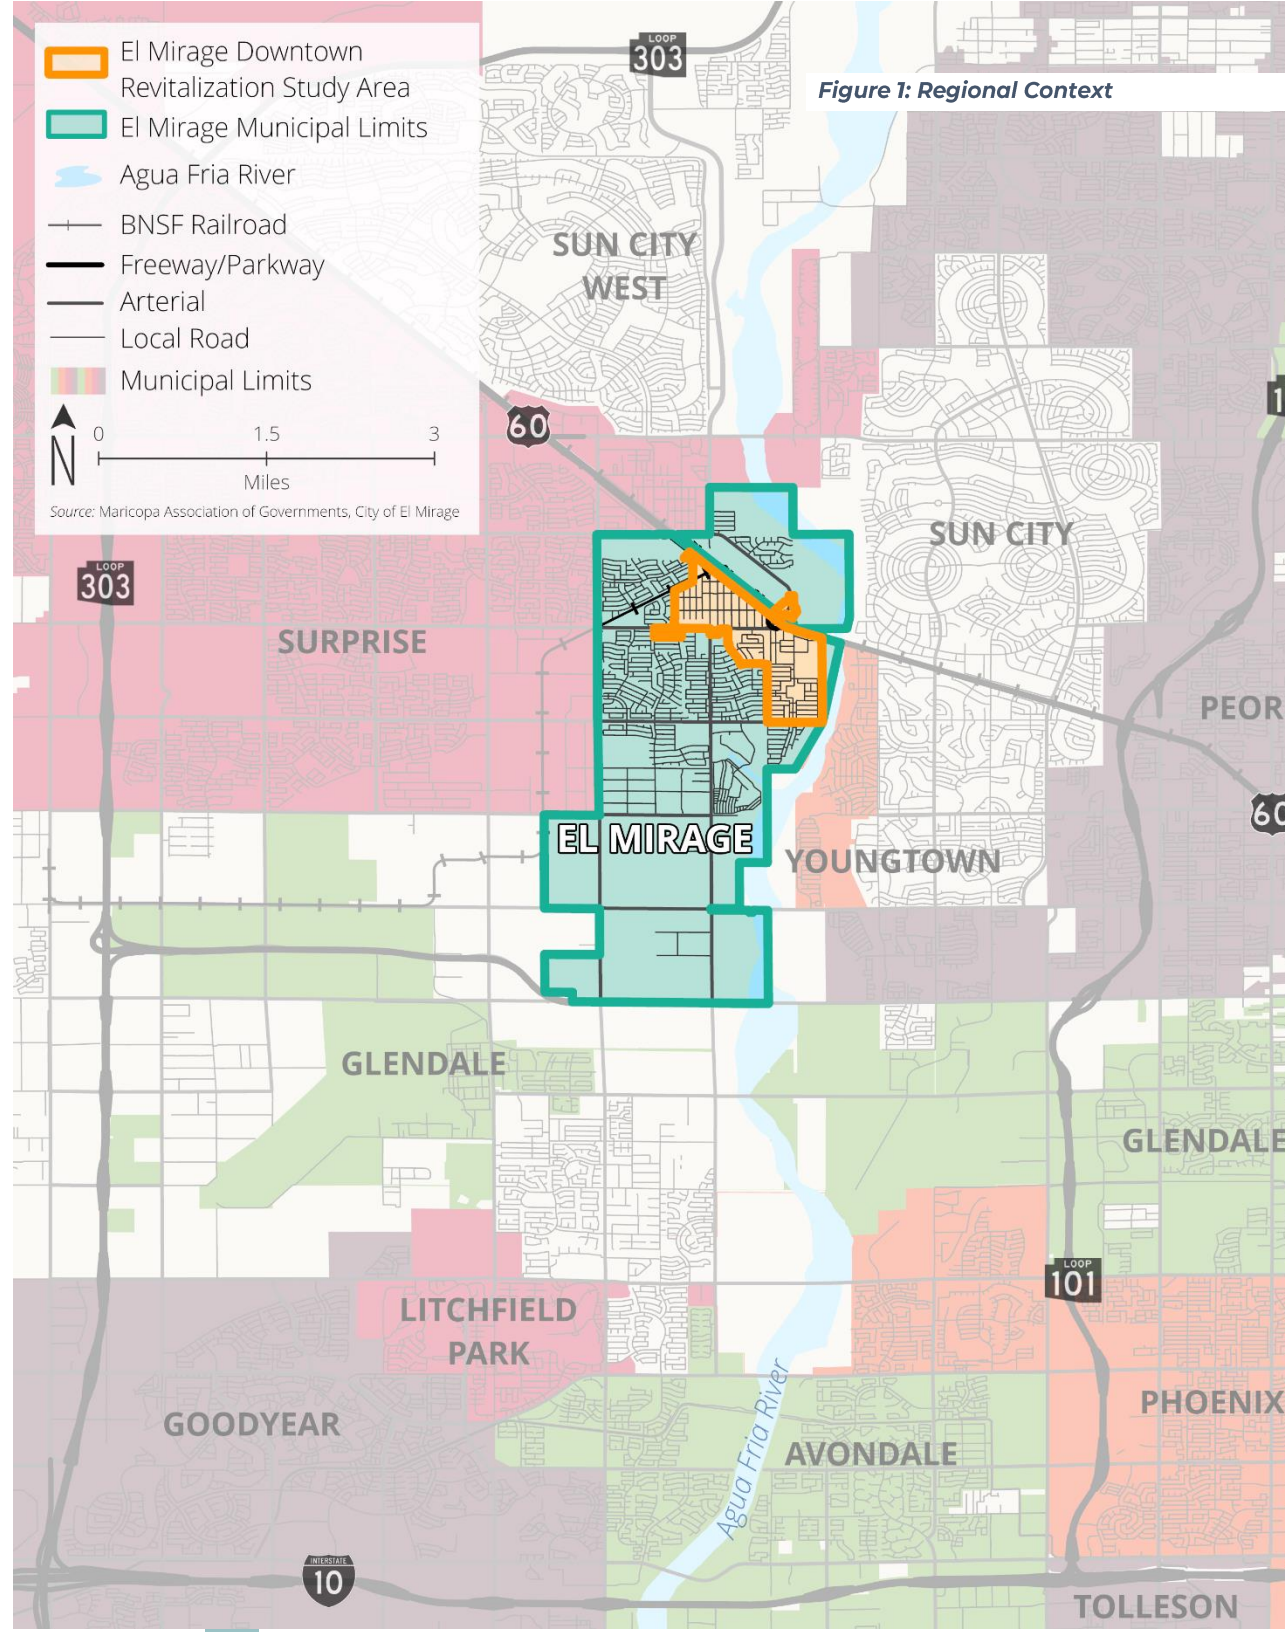 El Mirage Downtown
Revitalization Study Area
El Mirage Municipal Limits
Agua Fria River
BNSF Railroad
Freeway/Parkway
Arterial
Local Road
Municipal Limits
N
0 1.5 3
Miles
Source: Maricopa Association of Governments, City of El Mirage
LOOP
303
Figure 1: Regional Context
SUN CITY
WEST
1
60
SUN CITY
LOOP
303
SURPRISE
PEOR
60
EL MIRAGE
YOUNGTOWN
GLENDALE
GLENDALE
LOOP
101
LITCHFIELD
PARK
PHOENIX
GOODYEAR
AVONDALE
Agua Fria River
INTERSTATE
10
TOLLESON